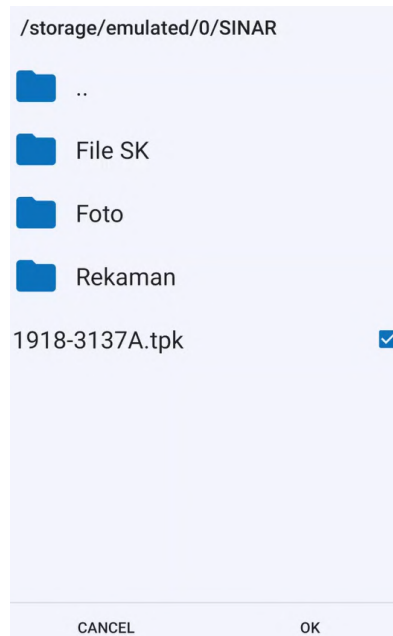 /storage/emulated/0/SINAR
..
File SK
Foto
Rekaman
1918-3137A.tpk
CANCEL OK